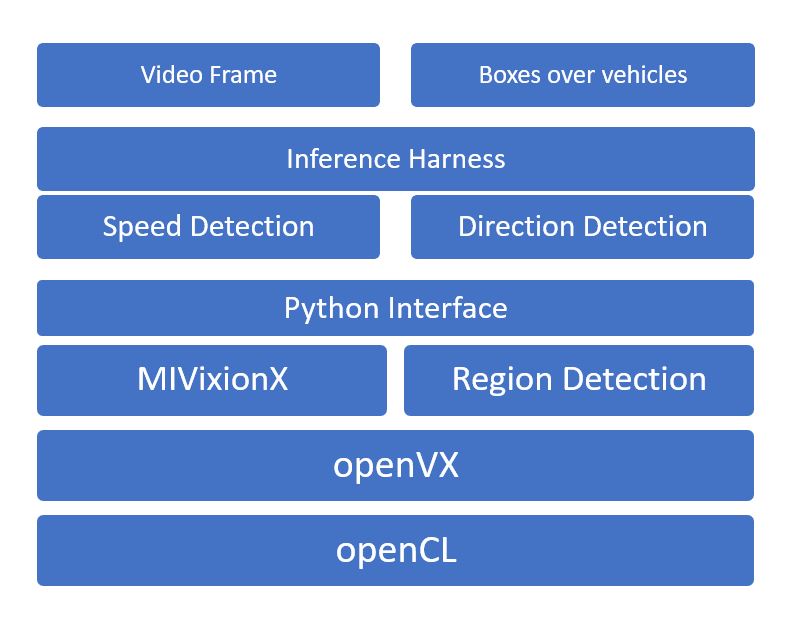 Video Frame
Boxes over vehicles
Inference Harness
Speed Detection
Direction Detection
Python Interface
MIVixionX
Region Detection
openVX
openCL